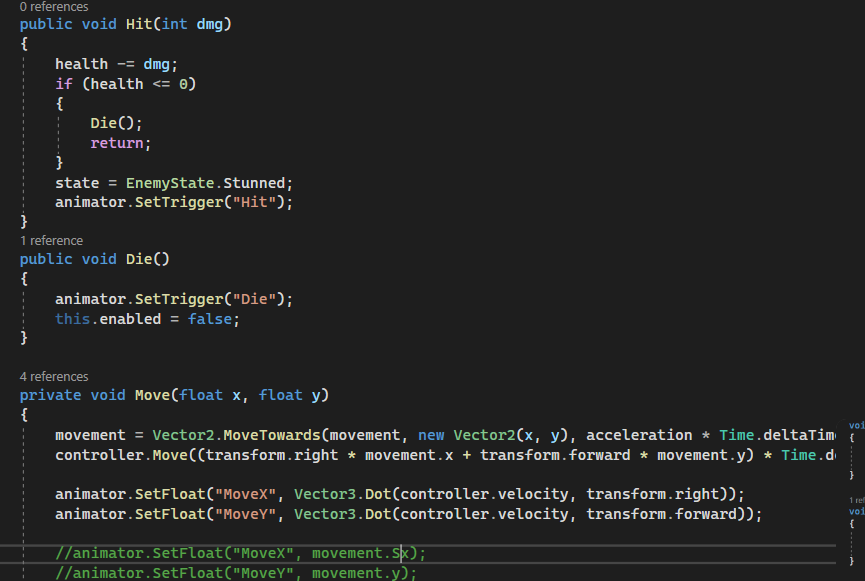 0 references
public void Hit(int dmg)
{
health -= dmg;
if (health <= 0)
{
Die();
return;
}
state = EnemyState.Stunned;
animator.SetTrigger("Hit");
}
1 reference
public void Die()
{
animator.SetTrigger("Die");
this.enabled = false;
}
4 references
private void Move(float x, float y)
{
movement = Vector2.MoveTowards(movement, new Vector2(x, y), acceleration * Time.deltaTim
controller.Move((transform.right * movement.x + transform.forward * movement.y) * Time.d
animator.SetFloat("MoveX", Vector3.Dot(controller.velocity, transform.right));
animator.SetFloat("MoveY", Vector3.Dot(controller.velocity, transform.forward));
//animator.SetFloat("MoveX", movement.Sx);
//animator.SetFloat("MoveY", movement.y);
voi
{
}
1 ref
voi
{
}